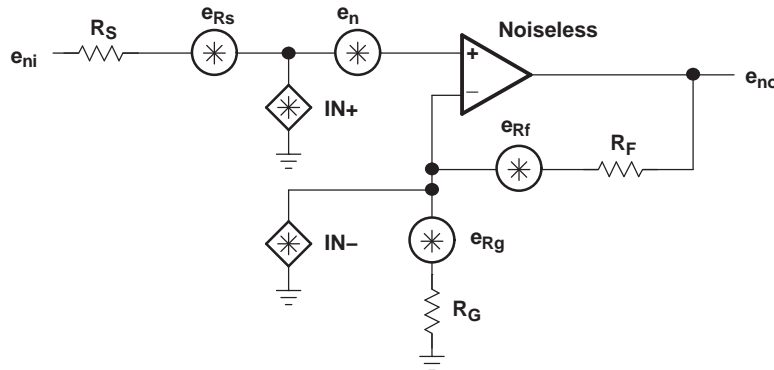 eRs
en
Noiseless
RS
eni
+
−
eno
IN+
eRf
RF
IN−
eRg
RG